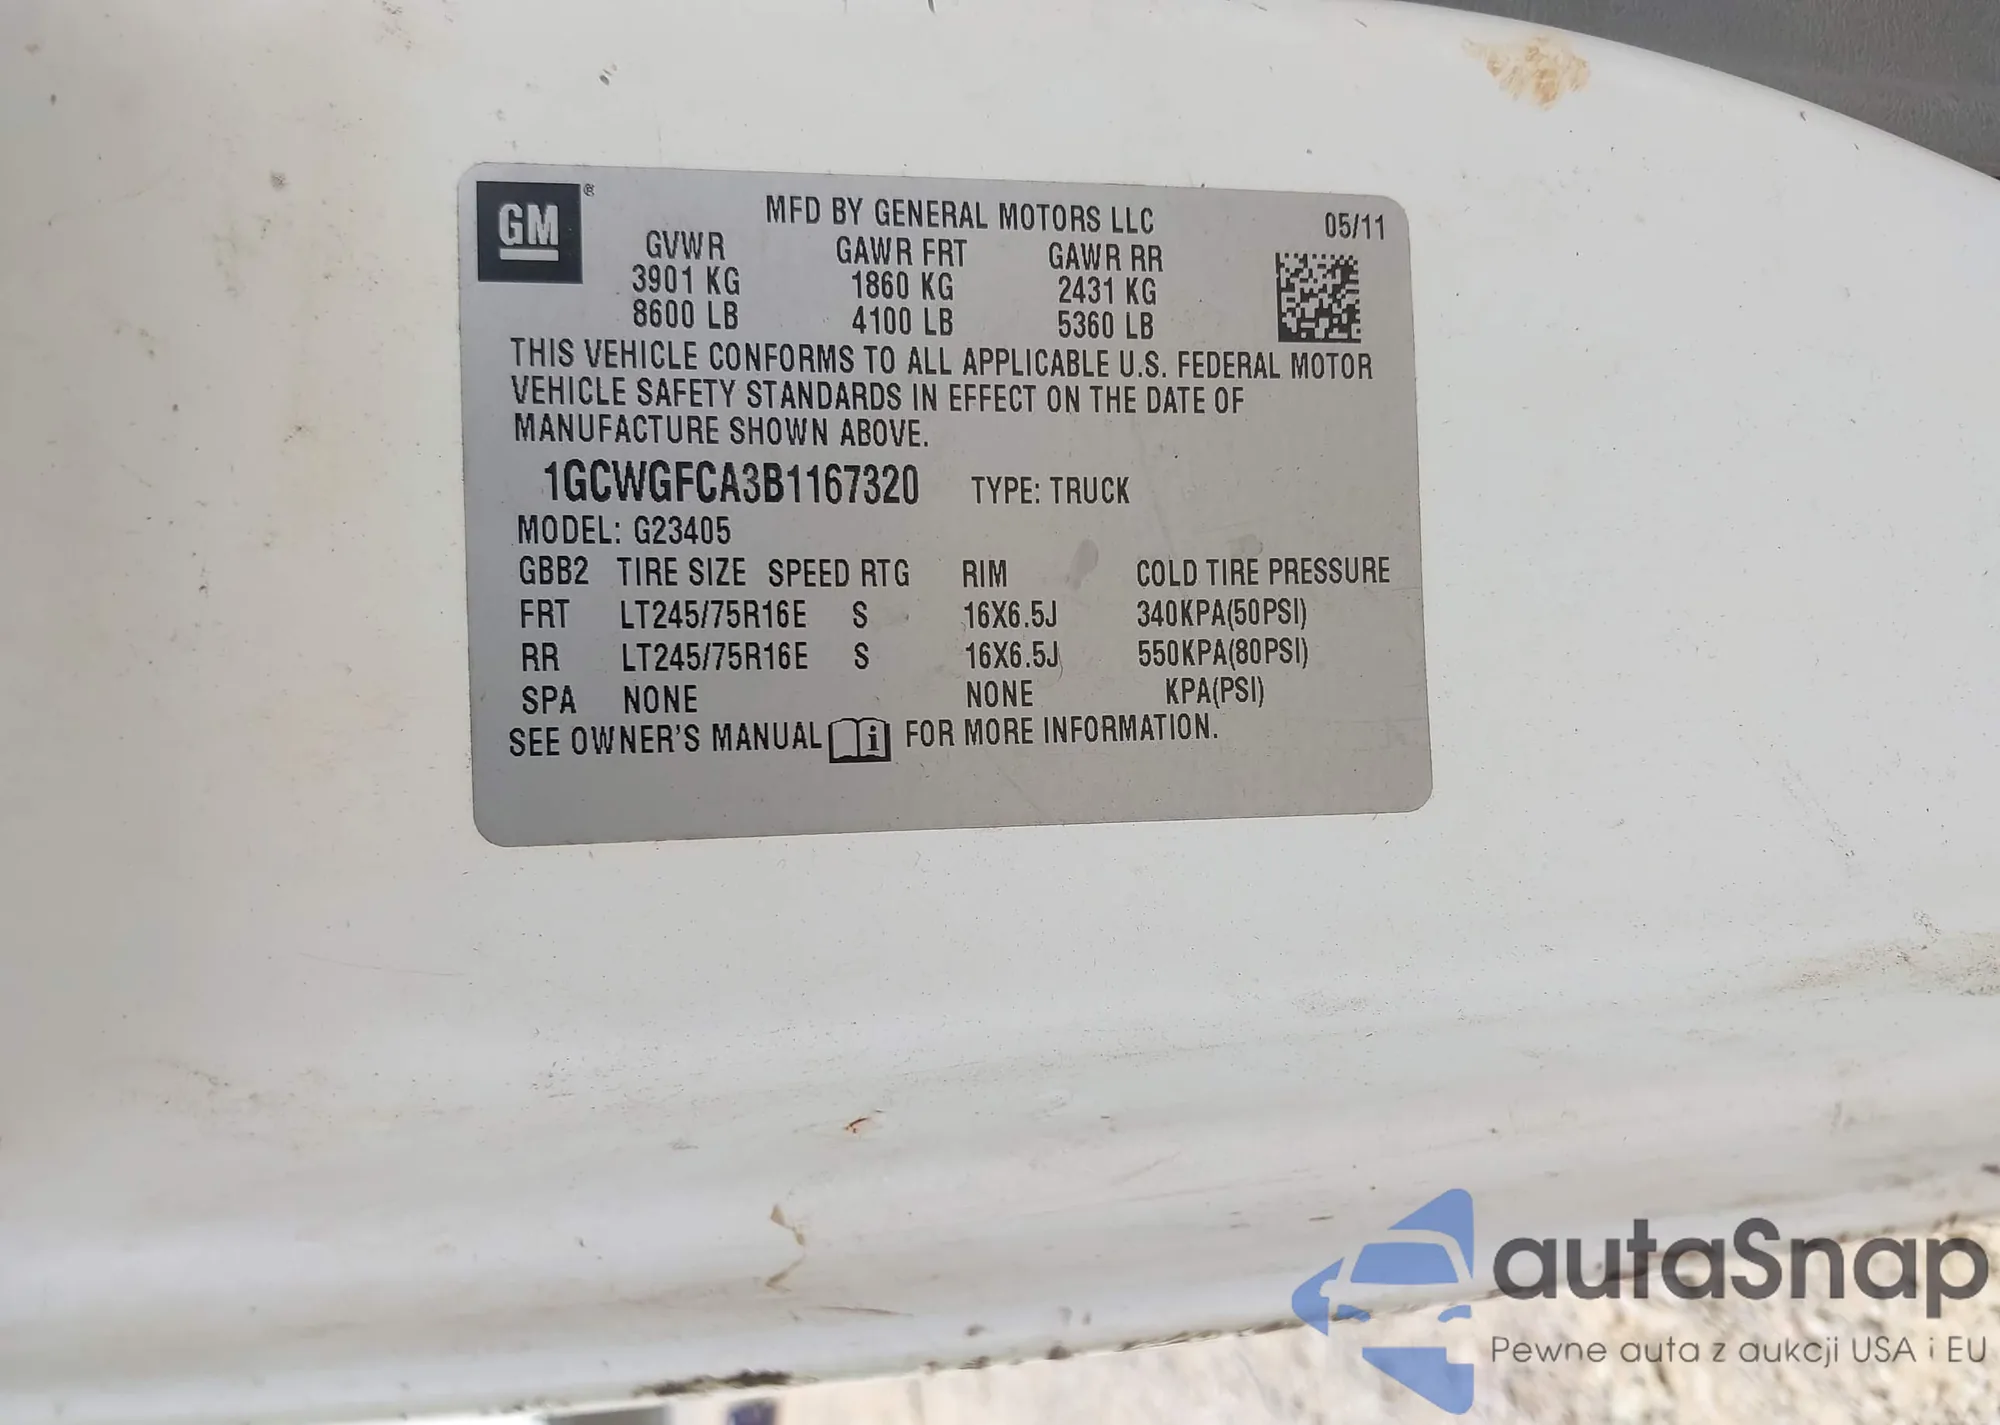 GM ®
MFD BY GENERAL MOTORS LLC 05/11
GVWR GAWR FRT GAWR RR
3901 KG 1860 KG 2431 KG
8600 LB 4100 LB 5360 LB
THIS VEHICLE CONFORMS TO ALL APPLICABLE U.S. FEDERAL MOTOR
VEHICLE SAFETY STANDARDS IN EFFECT ON THE DATE OF
MANUFACTURE SHOWN ABOVE.
1GCWGFCA3B1167320 TYPE: TRUCK
MODEL: G23405
GBB2 TIRE SIZE SPEED RTG RIM COLD TIRE PRESSURE
FRT LT245/75R16E S 16X6.5J 340KPA(50PSI)
RR LT245/75R16E S 16X6.5J 550KPA(80PSI)
SPA NONE NONE KPA(PSI)
SEE OWNER'S MANUAL i FOR MORE INFORMATION.
autaSnap
Pewne auta z aukcji USA i EU